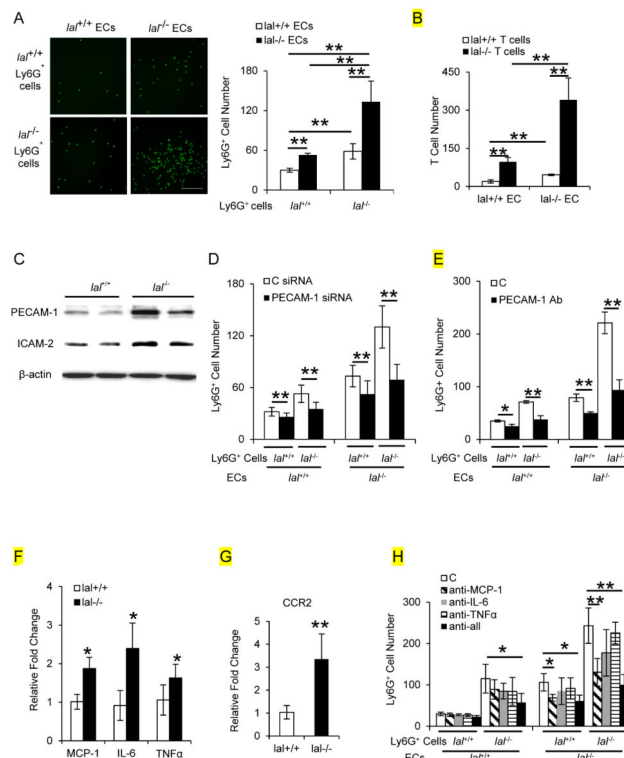 A
lal+/+ ECs
lal-/- ECs
lal+/+
Ly6G+
cells
lal-/-
Ly6G+
cells
lal+/+ ECs
lal-/- ECs
**
**
**
**
**
**
180
120
60
0
Ly6G+ Cell Number
Ly6G+ cells
lal+/+
lal-/-
B
lal+/+ T cells
lal-/- T cells
**
**
**
**
450
300
150
0
T Cell Number
lal+/+ EC
lal-/- EC
C
lal+/+
lal-/-
PECAM-1
ICAM-2
β-actin
D
C siRNA
PECAM-1 siRNA
**
**
**
**
180
120
60
0
Ly6G+ Cell Number
Ly6G+ Cells
lal+/+
lal-/-
lal+/+
lal-/-
ECs
lal+/+
lal-/-
E
C
PECAM-1 Ab
*
**
**
**
300
200
100
0
Ly6G+ Cell Number
Ly6G+ Cells
lal+/+
lal-/-
lal+/+
lal-/-
ECs
lal+/+
lal-/-
F
lal+/+
lal-/-
*
*
*
4
3
2
1
0
Relative Fold Change
MCP-1
IL-6
TNFα
G
CCR2
**
6
4
2
0
Relative Fold Change
lal+/+
lal-/-
H
C
anti-MCP-1
anti-IL-6
anti-TNFα
anti-all
*
*
*
**
**
300
200
100
0
Ly6G+ Cell Number
Ly6G+ Cells
lal+/+
lal-/-
lal+/+
lal-/-
ECs
lal+/+
lal-/-